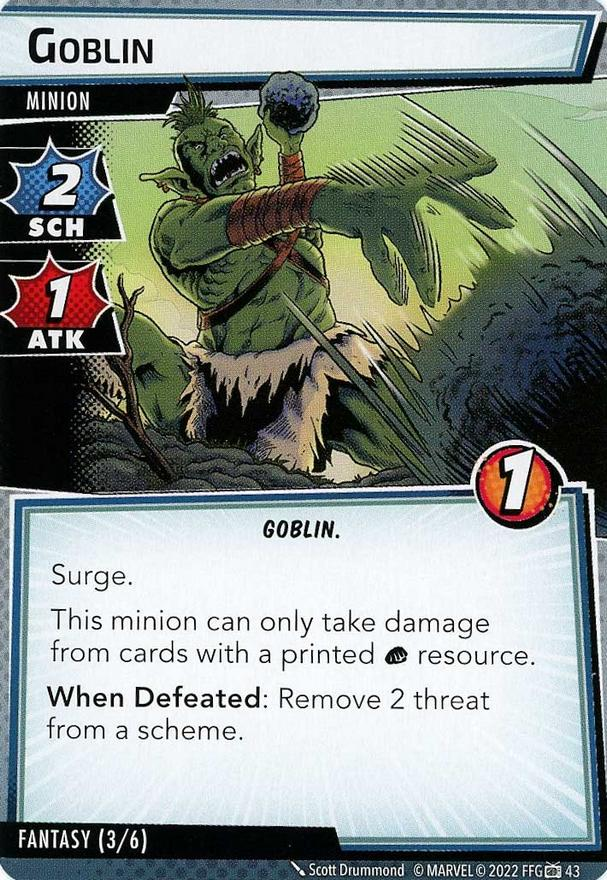 GOBLIN
MINION
2
SCH
1
ATK
1
GOBLIN.
Surge.
This minion can only take damage
from cards with a printed resource.
When Defeated: Remove 2 threat
from a scheme.
FANTASY (3/6)
Scott Drummond © MARVEL © 2022 FFG 43